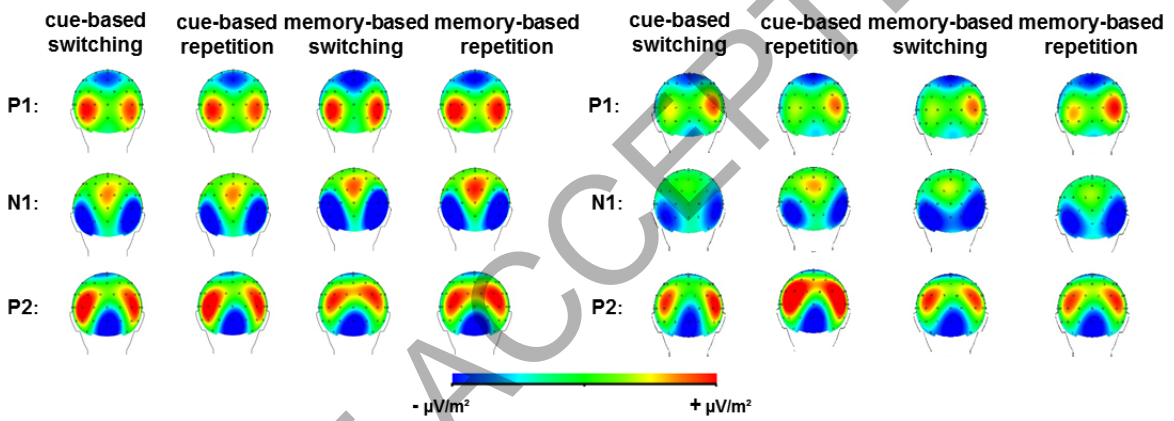 cue-based cue-based memory-based memory-based cue-based cue-based memory-based memory-based
switching repetition switching repetition switching repetition switching repetition
P1: P1:
N1: N1:
P2: P2:
- µV/m² + µV/m²
ACCEPT